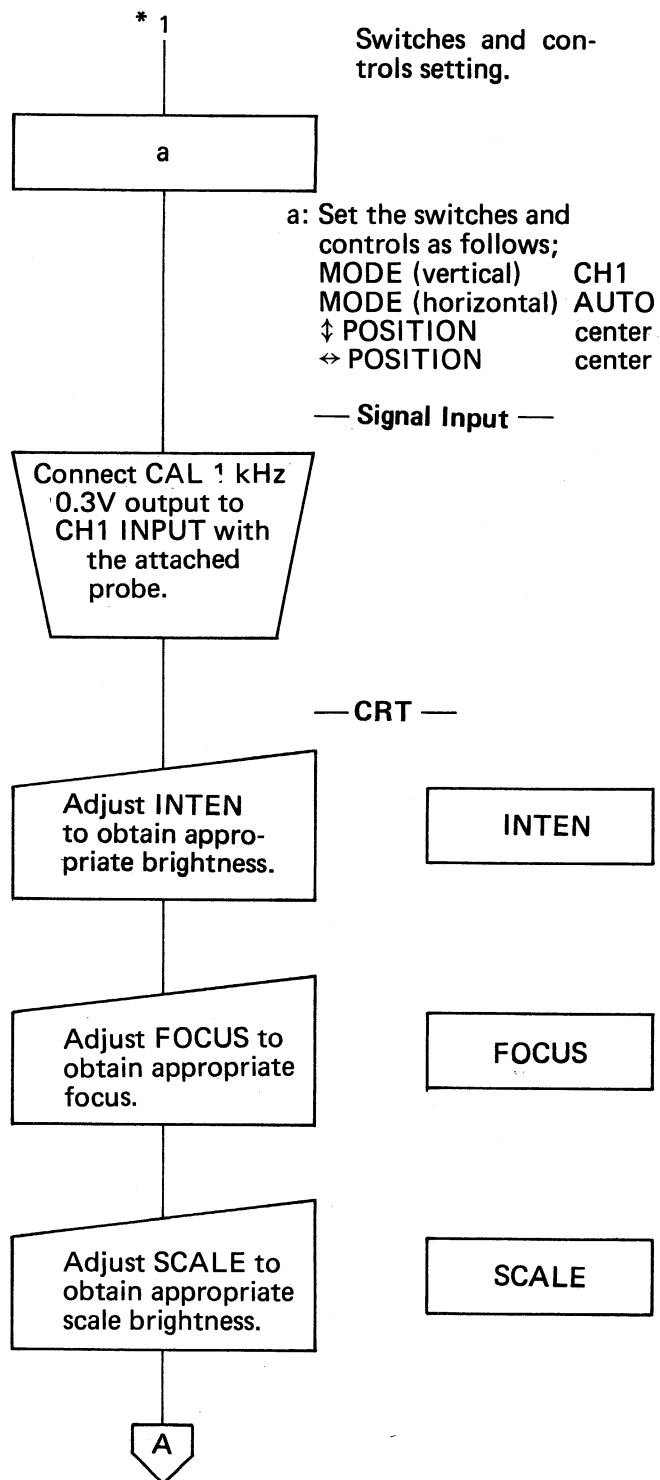 * 1
Switches and con-
trols setting.
a
a: Set the switches and
controls as follows;
MODE (vertical) CH1
MODE (horizontal) AUTO
↕ POSITION center
↔ POSITION center
— Signal Input —
Connect CAL 1 kHz
0.3V output to
CH1 INPUT with
the attached
probe.
— CRT —
Adjust INTEN
to obtain appro-
priate brightness.
INTEN
Adjust FOCUS to
obtain appropriate
focus.
FOCUS
Adjust SCALE to
obtain appropriate
scale brightness.
SCALE
A